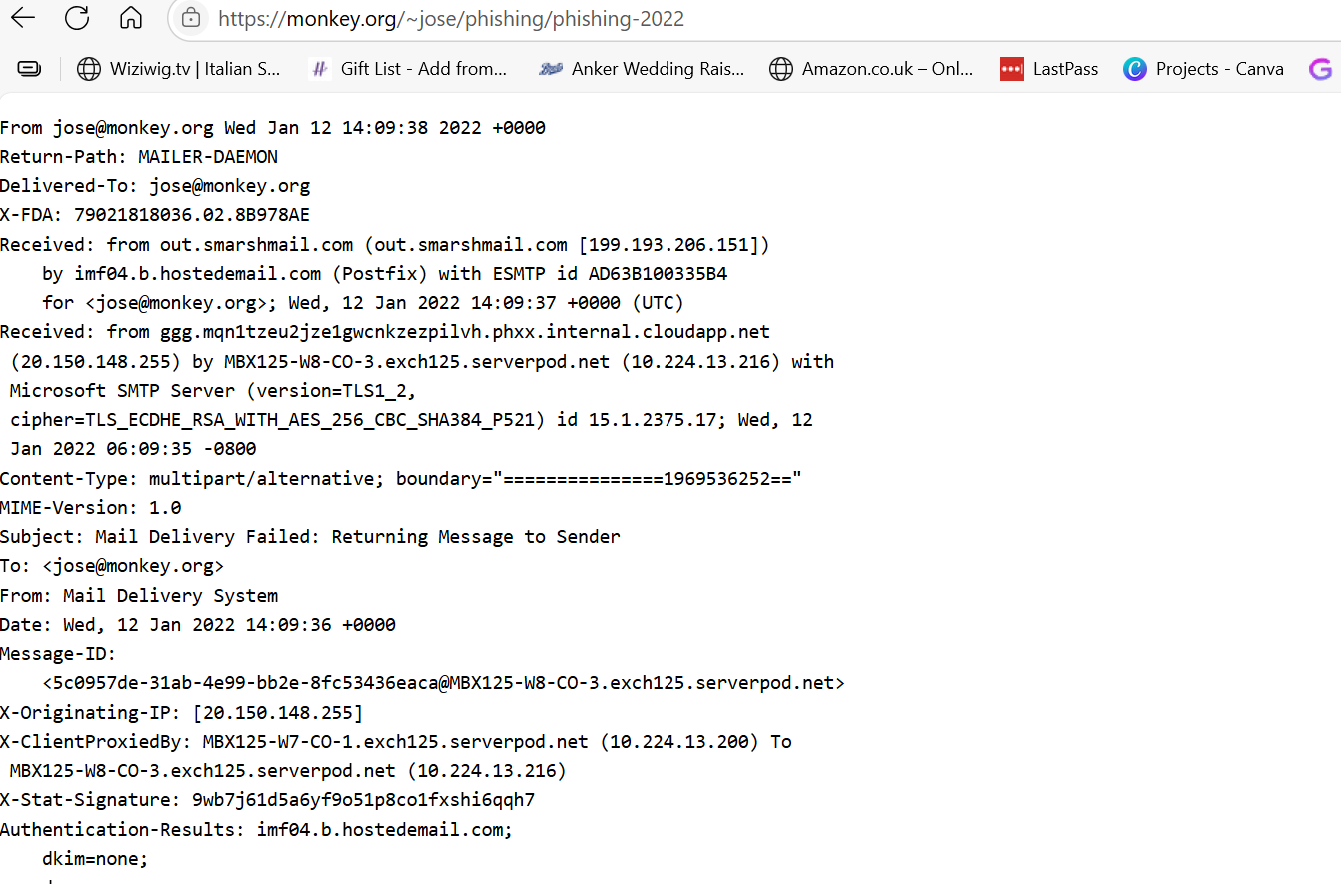 https://monkey.org/~jose/phishing/phishing-2022
Wiziwig.tv | Italian S... Gift List - Add from... Anker Wedding Rais... Amazon.co.uk – Onl... LastPass Projects - Canva
From jose@monkey.org Wed Jan 12 14:09:38 2022 +0000
Return-Path: MAILER-DAEMON
Delivered-To: jose@monkey.org
X-FDA: 79021818036.02.8B978AE
Received: from out.smarshmail.com (out.smarshmail.com [199.193.206.151])
    by imf04.b.hostedemail.com (Postfix) with ESMTP id AD63B100335B4
    for <jose@monkey.org>; Wed, 12 Jan 2022 14:09:37 +0000 (UTC)
Received: from ggg.mqn1tzeu2jze1gwcnkzezpilvh.phxx.internal.cloudapp.net
 (20.150.148.255) by MBX125-W8-CO-3.exch125.serverpod.net (10.224.13.216) with
 Microsoft SMTP Server (version=TLS1_2,
 cipher=TLS_ECDHE_RSA_WITH_AES_256_CBC_SHA384_P521) id 15.1.2375.17; Wed, 12
 Jan 2022 06:09:35 -0800
Content-Type: multipart/alternative; boundary="===============1969536252=="
MIME-Version: 1.0
Subject: Mail Delivery Failed: Returning Message to Sender
To: <jose@monkey.org>
From: Mail Delivery System
Date: Wed, 12 Jan 2022 14:09:36 +0000
Message-ID:
    <5c0957de-31ab-4e99-bb2e-8fc53436eaca@MBX125-W8-CO-3.exch125.serverpod.net>
X-Originating-IP: [20.150.148.255]
X-ClientProxiedBy: MBX125-W7-CO-1.exch125.serverpod.net (10.224.13.200) To
 MBX125-W8-CO-3.exch125.serverpod.net (10.224.13.216)
X-Stat-Signature: 9wb7j61d5a6yf9o51p8co1fxshi6qqh7
Authentication-Results: imf04.b.hostedemail.com;
    dkim=none;